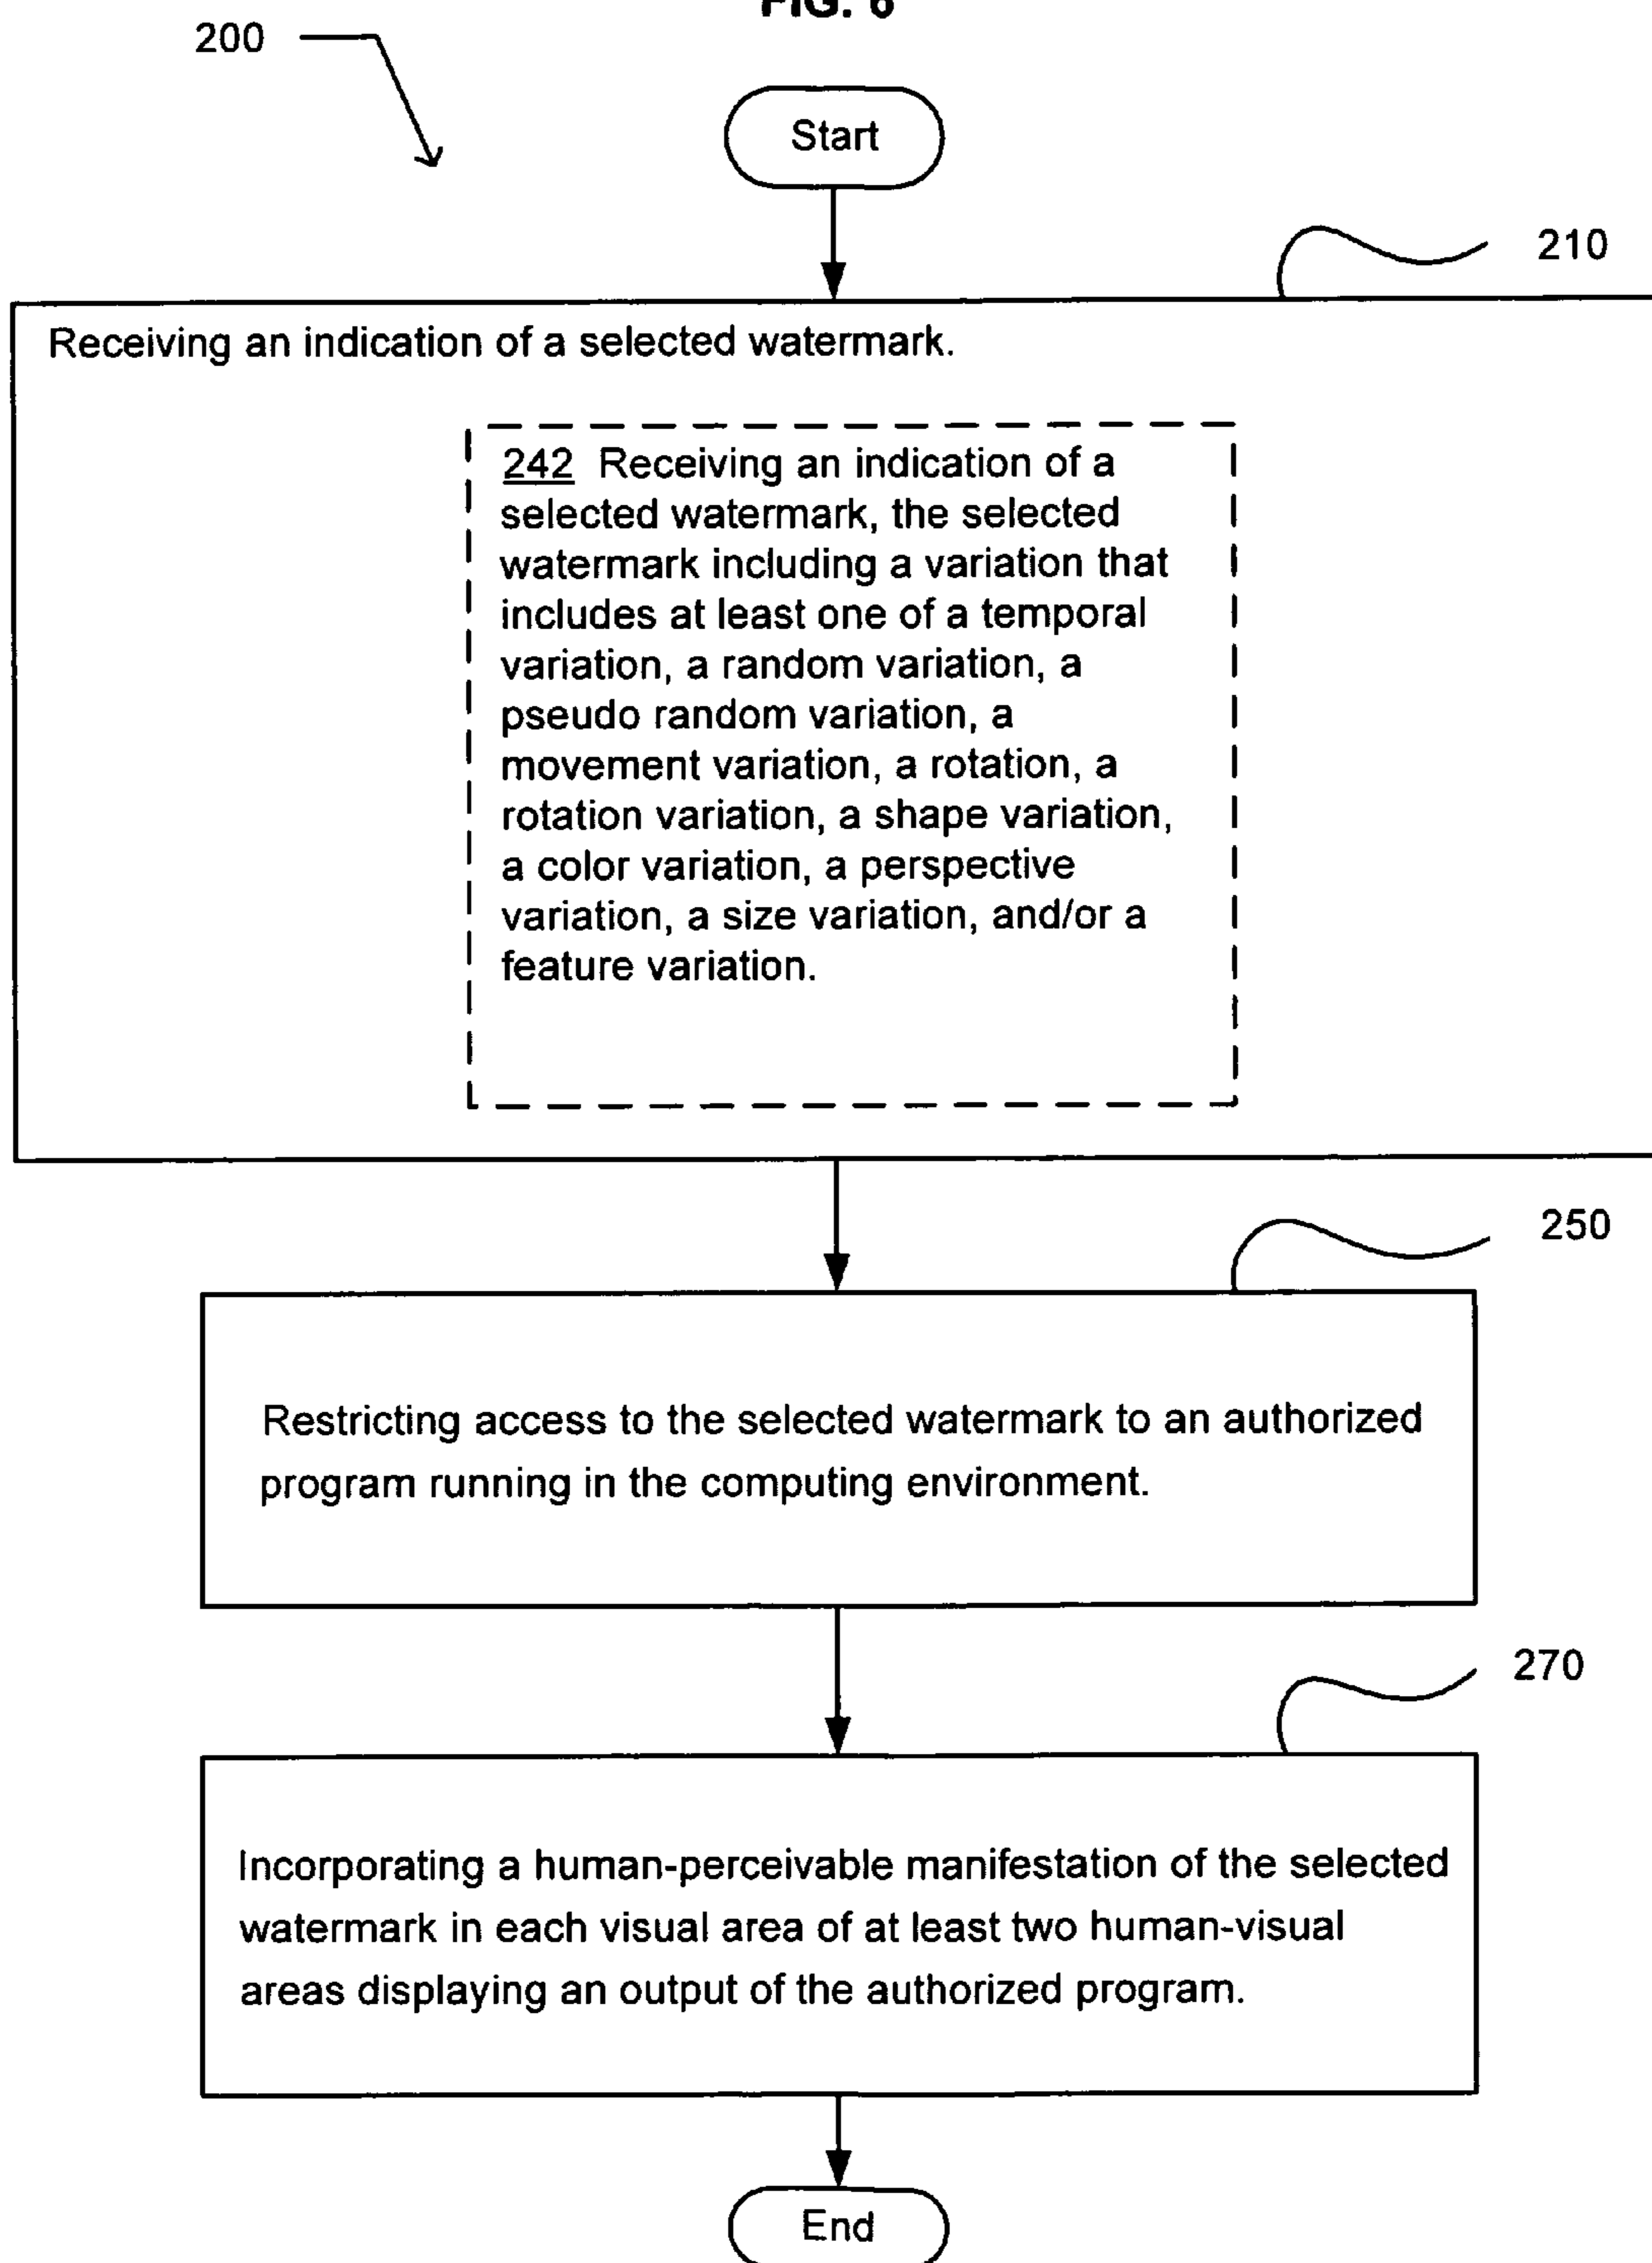 FIG. 6
200
Start
210
Receiving an indication of a selected watermark.
242 Receiving an indication of a
selected watermark, the selected
watermark including a variation that
includes at least one of a temporal
variation, a random variation, a
pseudo random variation, a
movement variation, a rotation, a
rotation variation, a shape variation,
a color variation, a perspective
variation, a size variation, and/or a
feature variation.
250
Restricting access to the selected watermark to an authorized
program running in the computing environment.
270
Incorporating a human-perceivable manifestation of the selected
watermark in each visual area of at least two human-visual
areas displaying an output of the authorized program.
End